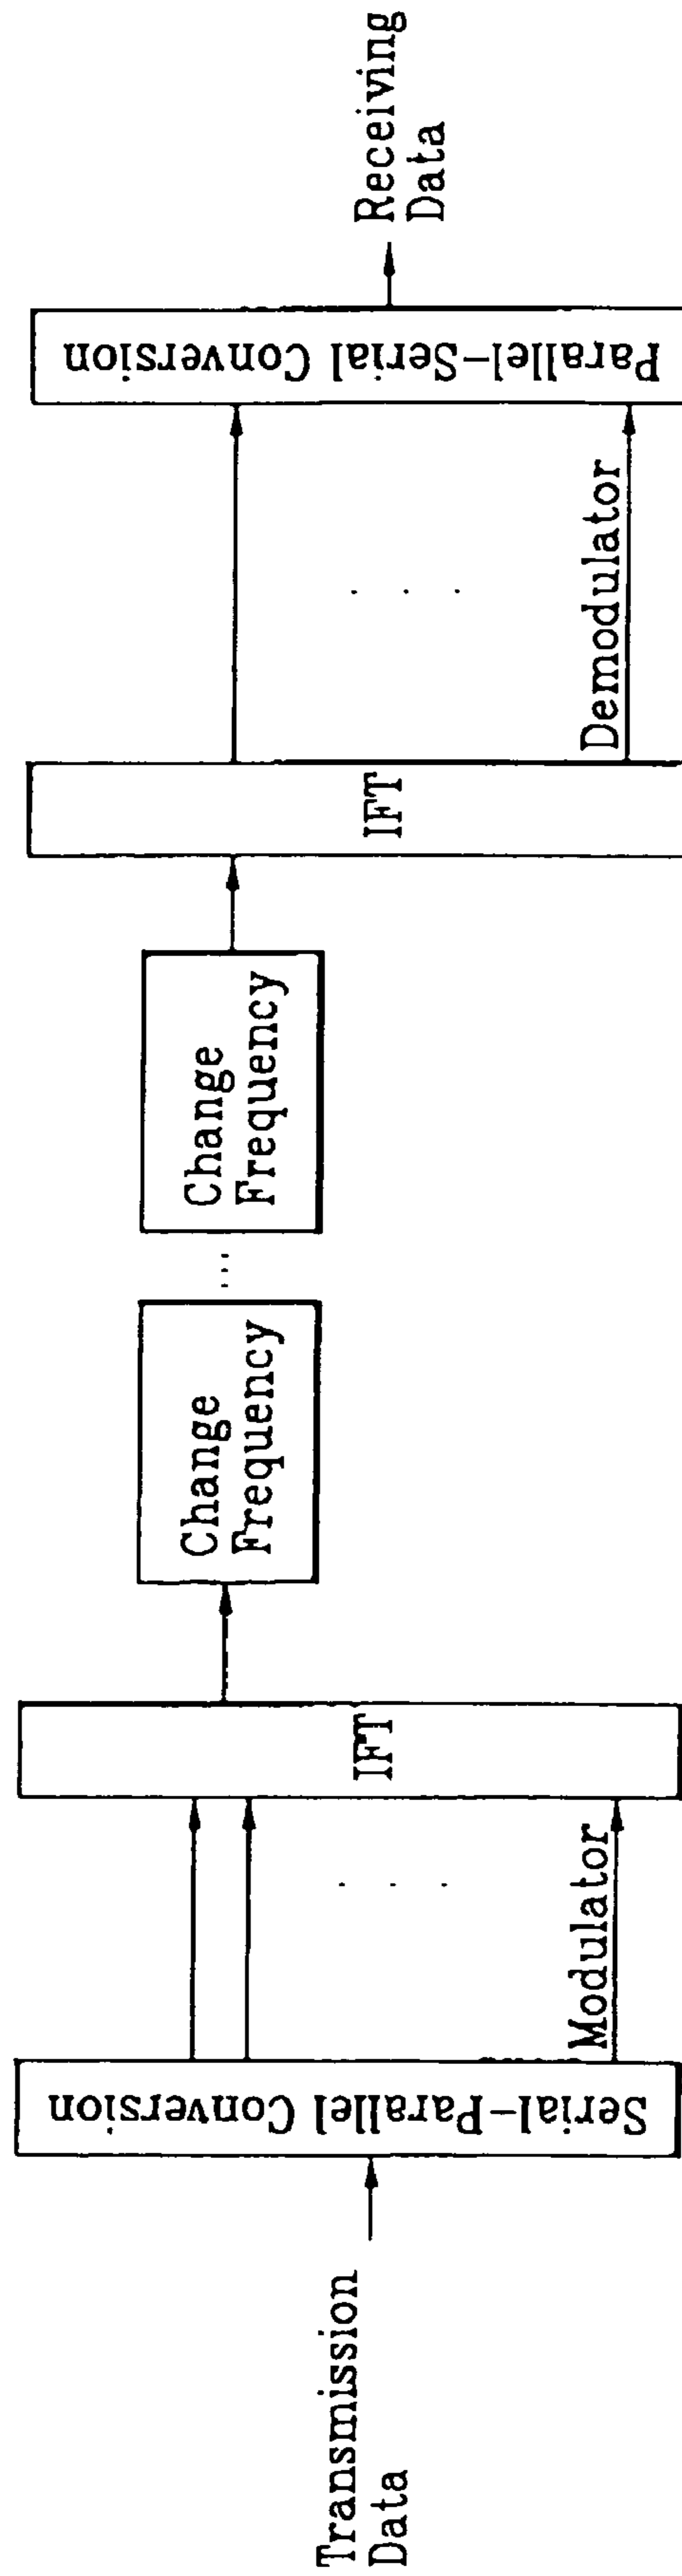 Transmission
Data
Serial-Parallel Conversion
Modulator
IFT
Change
Frequency
Change
Frequency
IFT
Demodulator
Parallel-Serial Conversion
Receiving
Data